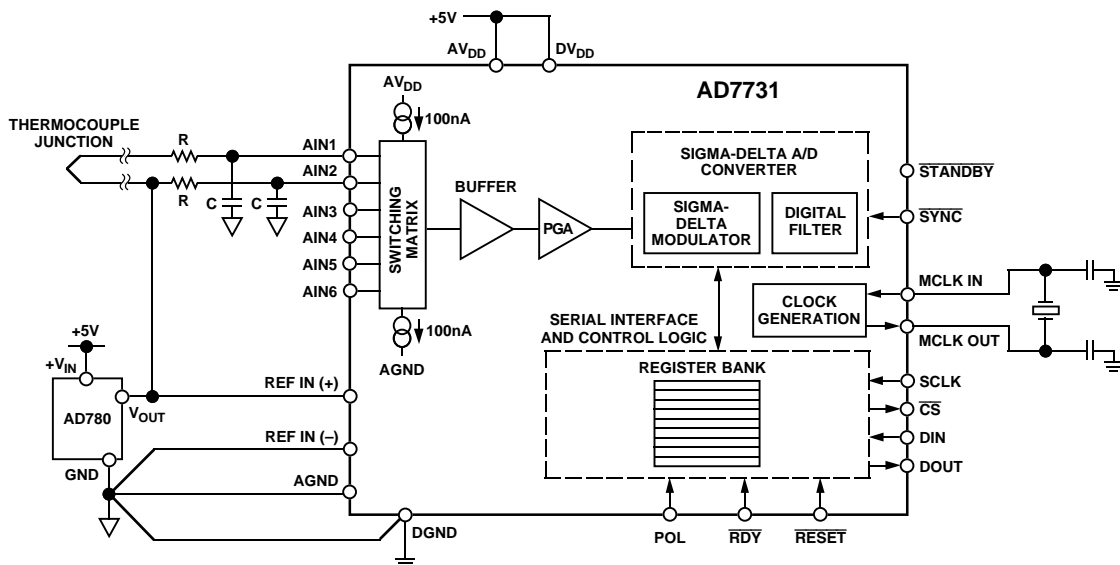 +5V
AVDD
DVDD
AD7731
AVDD
100nA
THERMOCOUPLE
JUNCTION
R
R
C
C
AIN1
AIN2
AIN3
AIN4
AIN5
AIN6
SWITCHING
MATRIX
BUFFER
PGA
SIGMA-DELTA A/D
CONVERTER
SIGMA-
DELTA
MODULATOR
DIGITAL
FILTER
STANDBY
SYNC
MCLK IN
CLOCK
GENERATION
MCLK OUT
100nA
AGND
SERIAL INTERFACE
AND CONTROL LOGIC
REGISTER BANK
SCLK
CS
DIN
DOUT
+5V
+VIN
AD780
VOUT
GND
REF IN (+)
REF IN (–)
AGND
DGND
POL
RDY
RESET